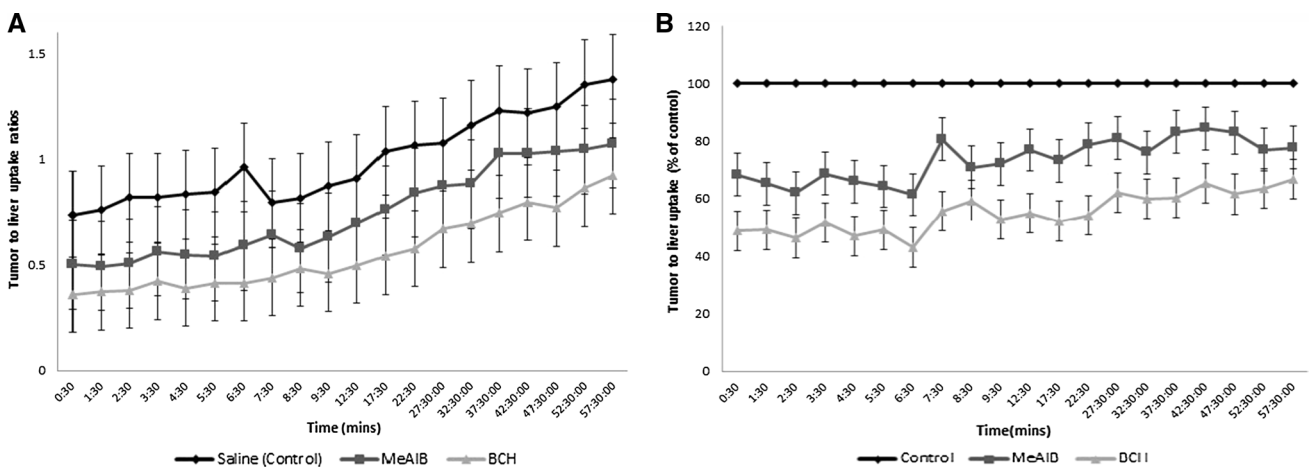 A
Tumor to liver uptake ratios
1.5
1
0.5
0
0:30 1:30 2:30 3:30 4:30 5:30 6:30 7:30 8:30 9:30 12:30 17:30 22:30 27:30:00 32:30:00 37:30:00 42:30:00 47:30:00 52:30:00 57:30:00
Time (mins)
Saline (Control) MeAIB BCH
B
Tumor to liver uptake (% of control)
120
100
80
60
40
20
0
0:30 1:30 2:30 3:30 4:30 5:30 6:30 7:30 8:30 9:30 12:30 17:30 22:30 27:30:00 32:30:00 37:30:00 42:30:00 47:30:00 52:30:00 57:30:00
Time(mins)
Control MeAIB BCH